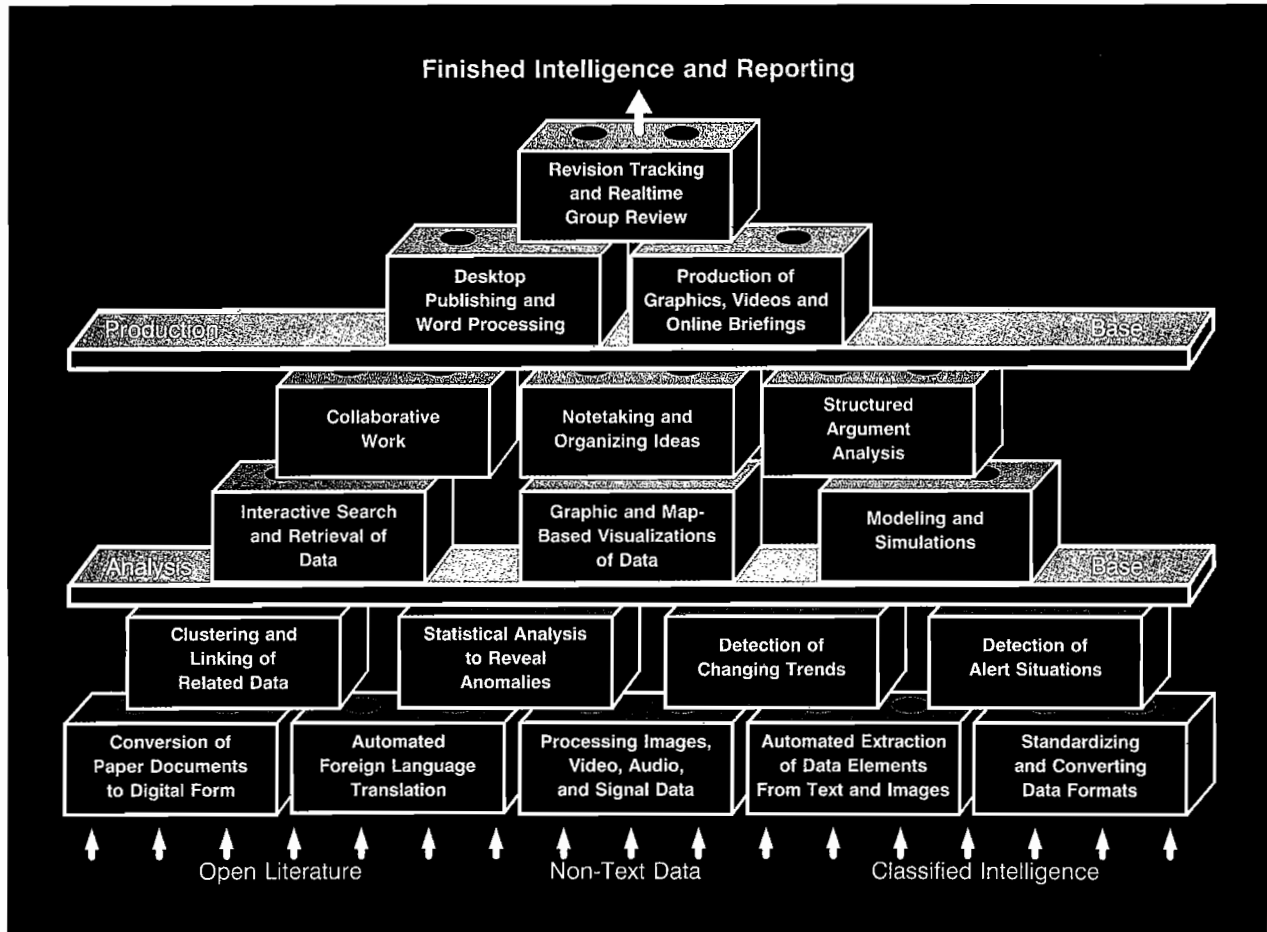 Finished Intelligence and Reporting
Revision Tracking
and Realtime
Group Review
Desktop
Publishing and
Word Processing
Production of
Graphics, Videos and
Online Briefings
Production
Base
Collaborative
Work
Notetaking and
Organizing Ideas
Structured
Argument
Analysis
Interactive Search
and Retrieval of
Data
Graphic and Map-
Based Visualizations
of Data
Modeling and
Simulations
Analysis
Base
Clustering and
Linking of
Related Data
Statistical Analysis
to Reveal
Anomalies
Detection of
Changing Trends
Detection of
Alert Situations
Conversion of
Paper Documents
to Digital Form
Automated
Foreign Language
Translation
Processing Images,
Video, Audio,
and Signal Data
Automated Extraction
of Data Elements
From Text and Images
Standardizing
and Converting
Data Formats
Open Literature
Non-Text Data
Classified Intelligence